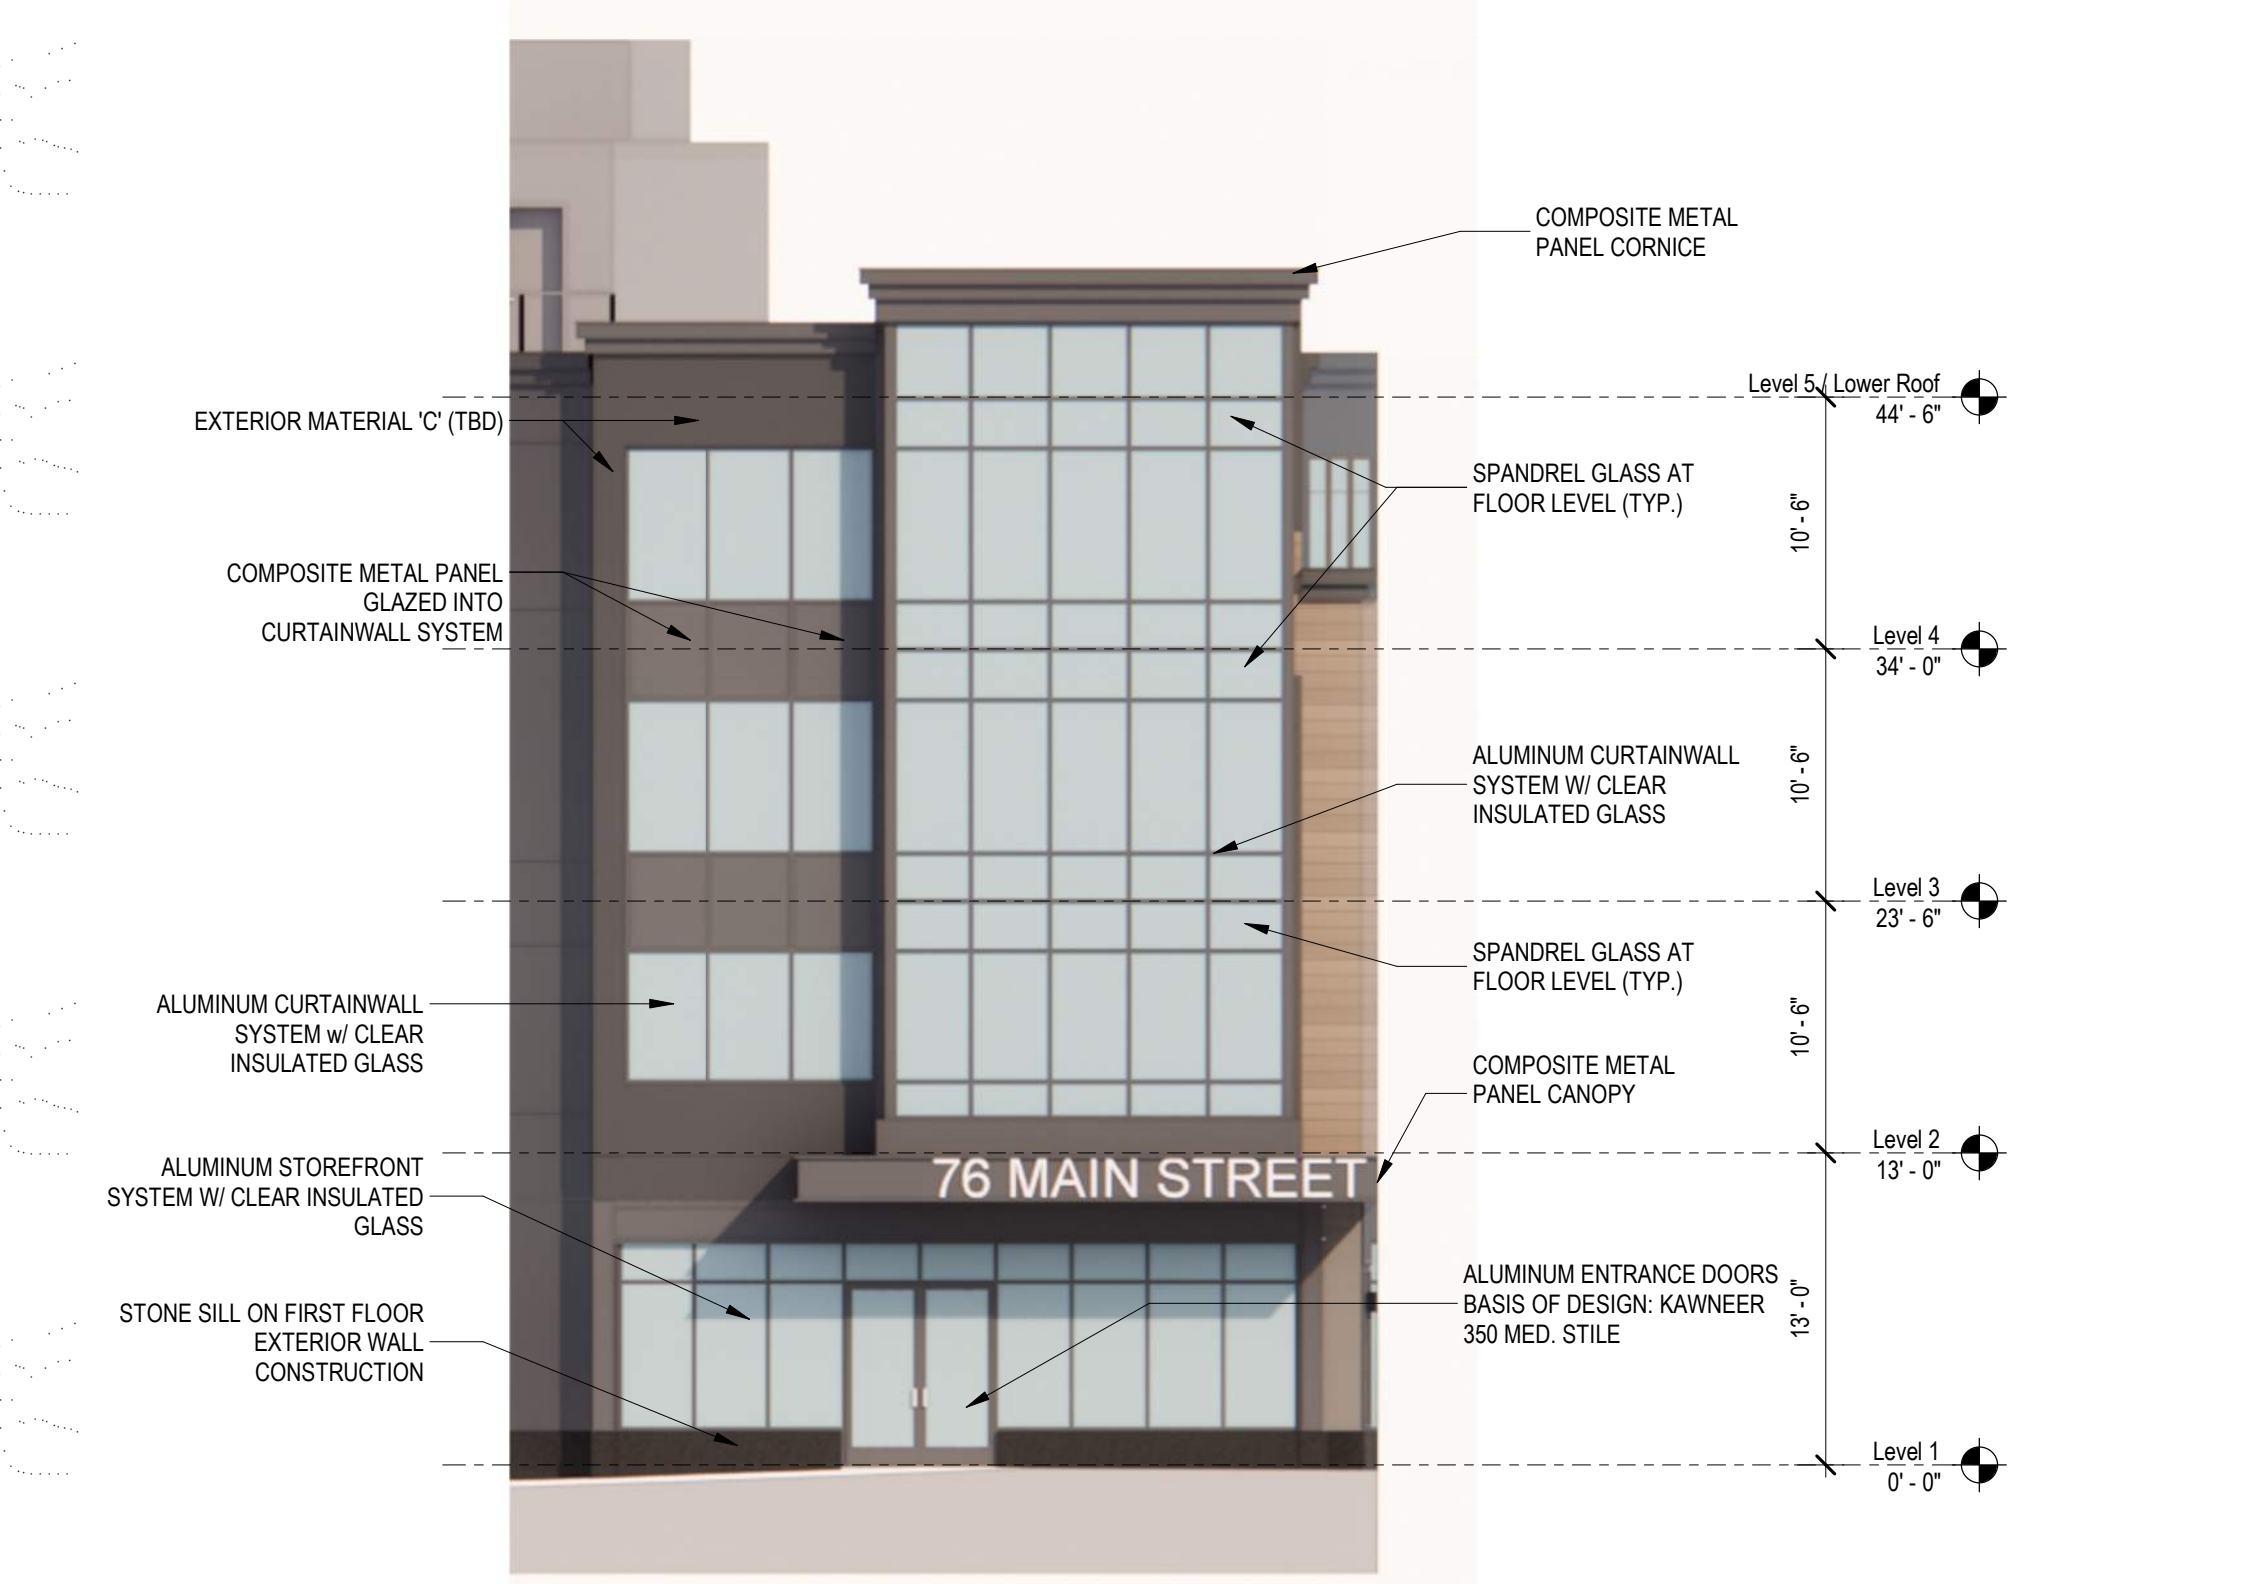 COMPOSITE METAL
PANEL CORNICE
Level 5 / Lower Roof
44' - 6"
EXTERIOR MATERIAL 'C' (TBD)
SPANDREL GLASS AT
FLOOR LEVEL (TYP.)
10' - 6"
COMPOSITE METAL PANEL
GLAZED INTO
CURTAINWALL SYSTEM
Level 4
34' - 0"
ALUMINUM CURTAINWALL
SYSTEM W/ CLEAR
INSULATED GLASS
10' - 6"
Level 3
23' - 6"
SPANDREL GLASS AT
FLOOR LEVEL (TYP.)
ALUMINUM CURTAINWALL
SYSTEM w/ CLEAR
INSULATED GLASS
10' - 6"
COMPOSITE METAL
PANEL CANOPY
Level 2
13' - 0"
76 MAIN STREET
ALUMINUM STOREFRONT
SYSTEM W/ CLEAR INSULATED
GLASS
ALUMINUM ENTRANCE DOORS
BASIS OF DESIGN: KAWNEER
350 MED. STILE
13' - 0"
STONE SILL ON FIRST FLOOR
EXTERIOR WALL
CONSTRUCTION
Level 1
0' - 0"